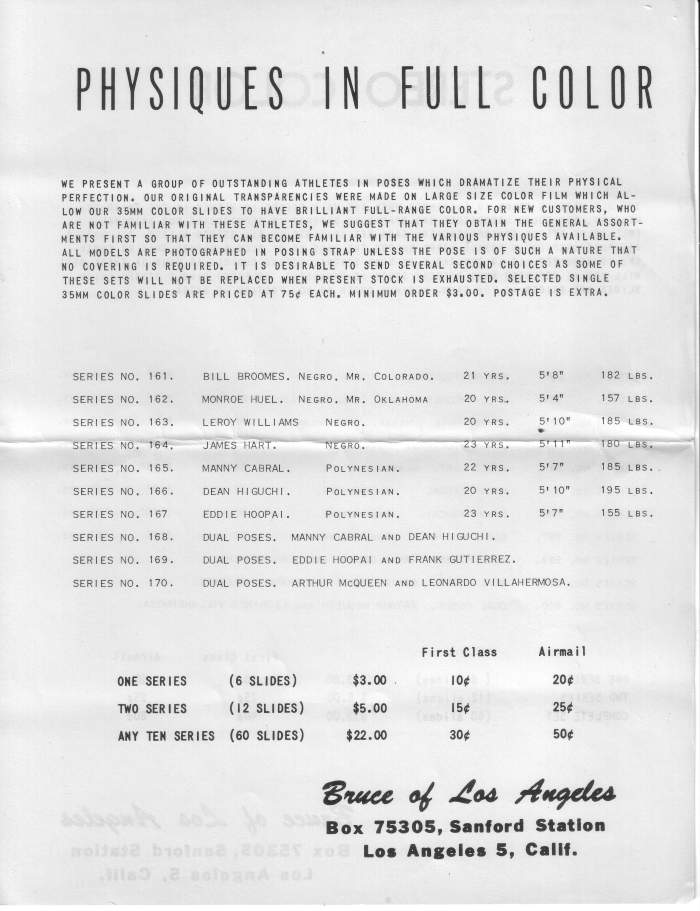 PHYSIQUES IN FULL COLOR
WE PRESENT A GROUP OF OUTSTANDING ATHLETES IN POSES WHICH DRAMATIZE THEIR PHYSICAL
PERFECTION. OUR ORIGINAL TRANSPARENCIES WERE MADE ON LARGE SIZE COLOR FILM WHICH AL-
LOW OUR 35MM COLOR SLIDES TO HAVE BRILLIANT FULL-RANGE COLOR. FOR NEW CUSTOMERS, WHO
ARE NOT FAMILIAR WITH THESE ATHLETES, WE SUGGEST THAT THEY OBTAIN THE GENERAL ASSORT-
MENTS FIRST SO THAT THEY CAN BECOME FAMILIAR WITH THE VARIOUS PHYSIQUES AVAILABLE.
ALL MODELS ARE PHOTOGRAPHED IN POSING STRAP UNLESS THE POSE IS OF SUCH A NATURE THAT
NO COVERING IS REQUIRED. IT IS DESIRABLE TO SEND SEVERAL SECOND CHOICES AS SOME OF
THESE SETS WILL NOT BE REPLACED WHEN PRESENT STOCK IS EXHAUSTED. SELECTED SINGLE
35MM COLOR SLIDES ARE PRICED AT 75¢ EACH. MINIMUM ORDER $3.00. POSTAGE IS EXTRA.
SERIES NO. 161. BILL BROOMES. NEGRO. MR. COLORADO. 21 YRS. 5'8" 182 LBS.
SERIES NO. 162. MONROE HUEL. NEGRO. MR. OKLAHOMA 20 YRS. 5'4" 157 LBS.
SERIES NO. 163. LEROY WILLIAMS NEGRO. 20 YRS. 5'10" 185 LBS.
SERIES NO. 164. JAMES HART. NEGRO. 23 YRS. 5'11" 180 LBS.
SERIES NO. 165. MANNY CABRAL. POLYNESIAN. 22 YRS. 5'7" 185 LBS.
SERIES NO. 166. DEAN HIGUCHI. POLYNESIAN. 20 YRS. 5'10" 195 LBS.
SERIES NO. 167 EDDIE HOOPAI. POLYNESIAN. 23 YRS. 5'7" 155 LBS.
SERIES NO. 168. DUAL POSES. MANNY CABRAL AND DEAN HIGUCHI.
SERIES NO. 169. DUAL POSES. EDDIE HOOPAI AND FRANK GUTIERREZ.
SERIES NO. 170. DUAL POSES. ARTHUR MCQUEEN AND LEONARDO VILLAHERMOSA.
First Class Airmail
ONE SERIES (6 SLIDES) $3.00 10¢ 20¢
TWO SERIES (12 SLIDES) $5.00 15¢ 25¢
ANY TEN SERIES (60 SLIDES) $22.00 30¢ 50¢
Bruce of Los Angeles
Box 75305, Sanford Station
Los Angeles 5, Calif.